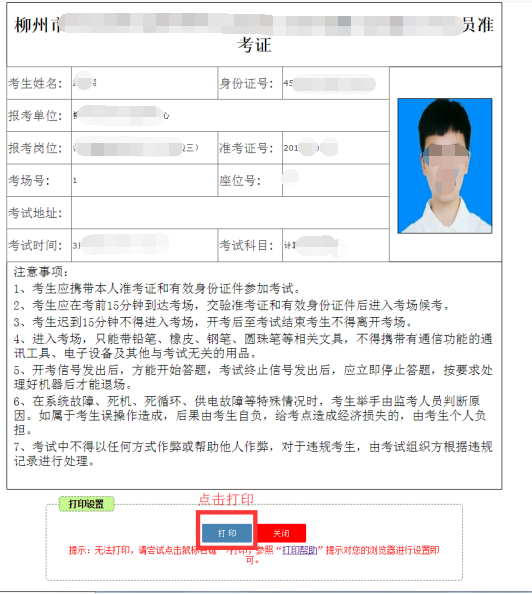 柳州市
员准
考证
考生姓名:
身份证号: 45
报考单位:
心
报考岗位:
三）
准考证号: 201
考场号: 1
座位号:
考试地址:
考试时间: 3
考试科目: 计
注意事项:
1、考生应携带本人准考证和有效身份证件参加考试。
2、考生应在考前15分钟到达考场，交验准考证和有效身份证件后进入考场候考。
3、考生迟到15分钟不得进入考场，开考后至考试结束考生不得离开考场。
4、进入考场，只能带铅笔、橡皮、钢笔、圆珠笔等相关文具，不得携带有通信功能的通
讯工具、电子设备及其他与考试无关的用品。
5、开考信号发出后，方能开始答题，考试终止信号发出后，应立即停止答题，按要求处
理好机器后才能退场。
6、在系统故障、死机、死循环、供电故障等特殊情况时，考生举手由监考人员判断原
因。如属于考生误操作造成，后果由考生自负，给考点造成经济损失的，由考生个人负
担。
7、考试中不得以任何方式作弊或帮助他人作弊，对于违规考生，由考试组织方根据违规
记录进行处理。
点击打印
打印设置
打 印
关闭
提示：无法打印，请尝试点击鼠标右键 打印，参照“打印帮助”提示对您的浏览器进行设置即
可。